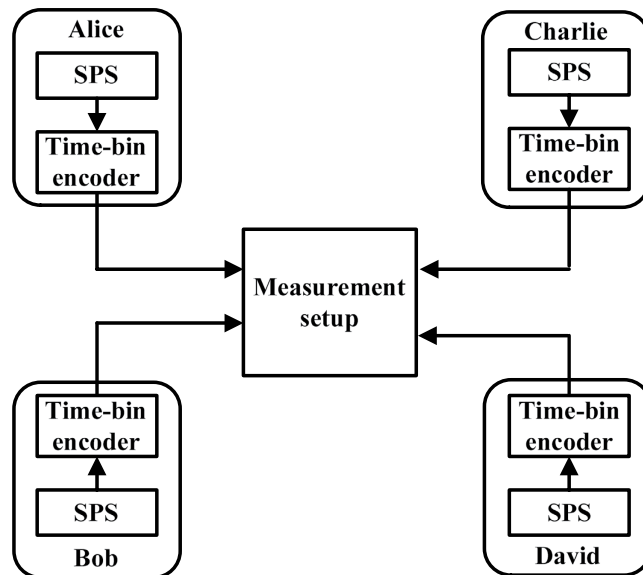 Alice
SPS
Time-bin
encoder
Charlie
SPS
Time-bin
encoder
Measurement
setup
Time-bin
encoder
SPS
Bob
Time-bin
encoder
SPS
David